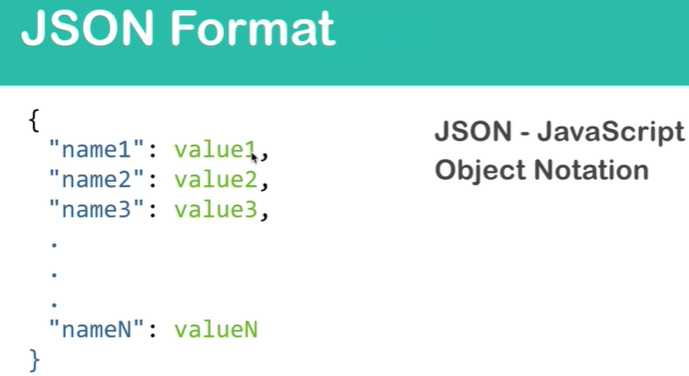 JSON Format
{
"name1": value1,
"name2": value2,
"name3": value3,
.
.
.
"nameN": valueN
}
JSON - JavaScript
Object Notation